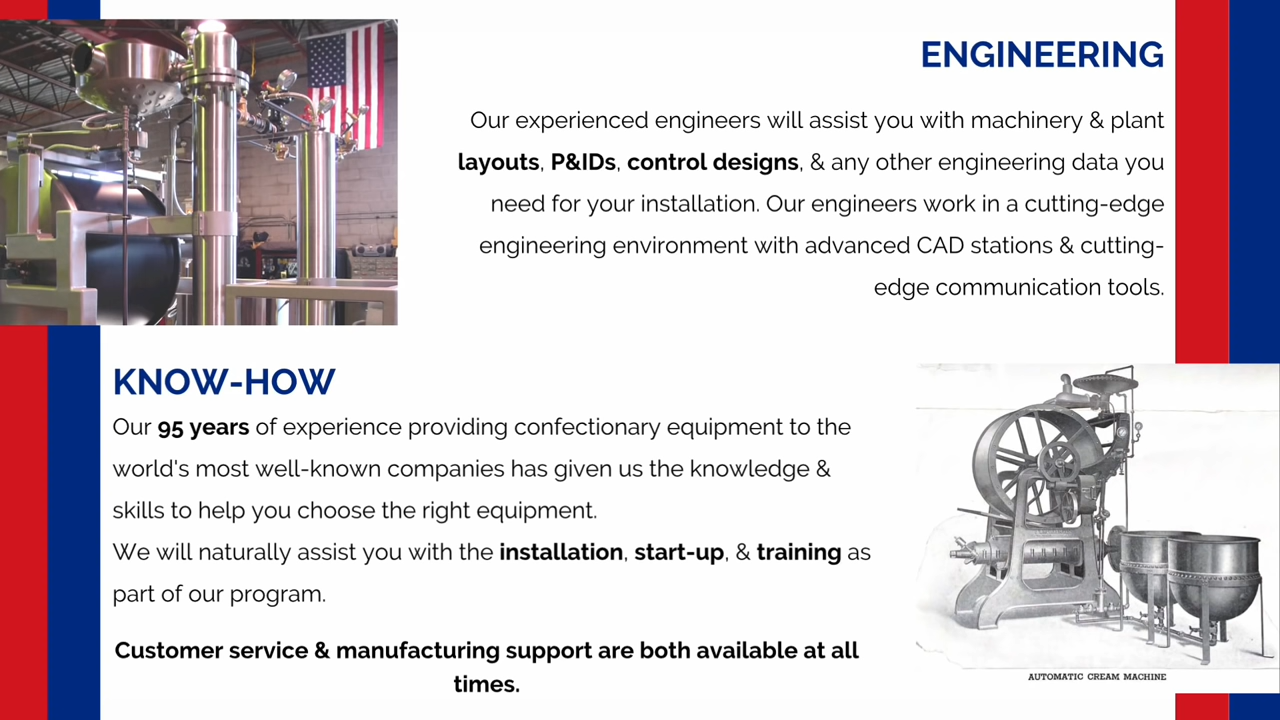 ENGINEERING
Our experienced engineers will assist you with machinery & plant
layouts, P&IDs, control designs, & any other engineering data you
need for your installation. Our engineers work in a cutting-edge
engineering environment with advanced CAD stations & cutting-
edge communication tools.
KNOW-HOW
Our 95 years of experience providing confectionary equipment to the
world's most well-known companies has given us the knowledge &
skills to help you choose the right equipment.
We will naturally assist you with the installation, start-up, & training as
part of our program.
Customer service & manufacturing support are both available at all
times.
AUTOMATIC CREAM MACHINE